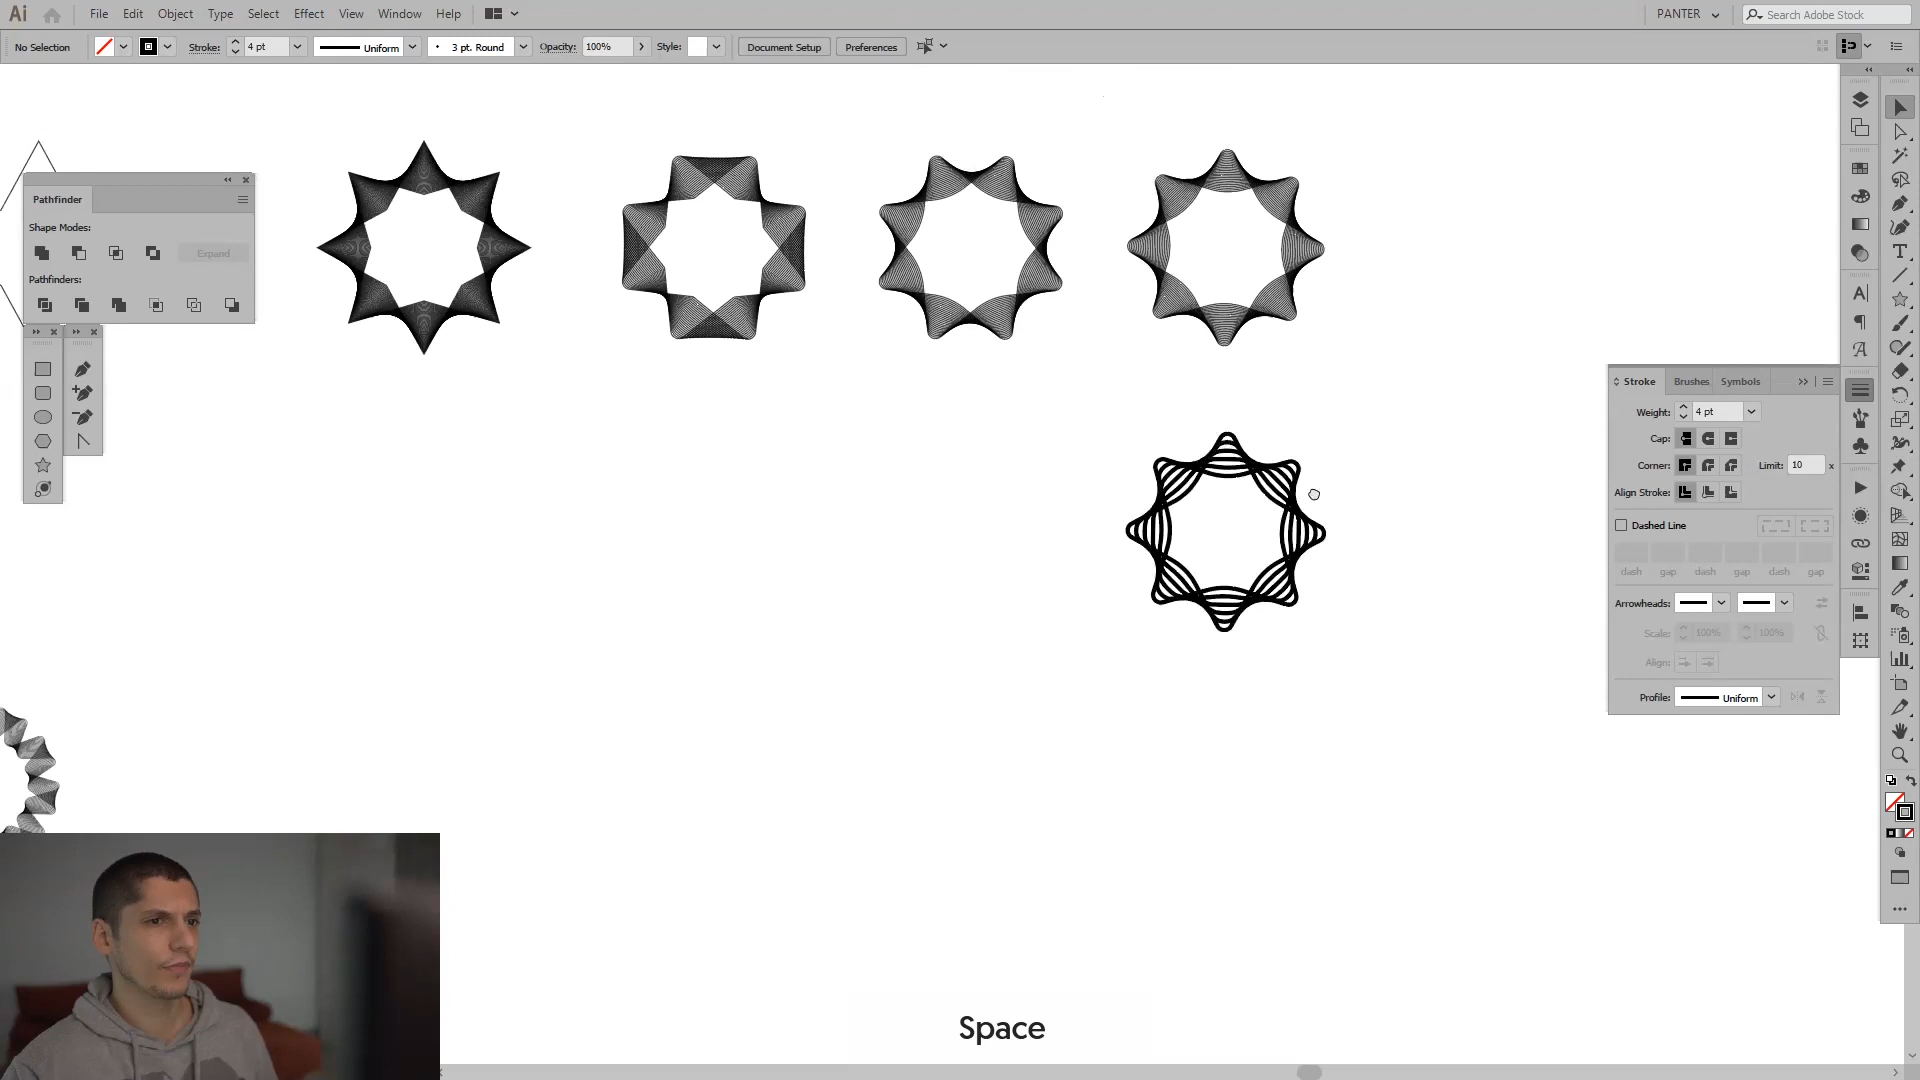 Ai File Edit Object Type Select Effect View Window Help PANTER Search Adobe Stock
No Selection Stroke: 4 pt Uniform 3 pt. Round Opacity: 100% Style: Document Setup Preferences
Pathfinder
Shape Modes:
Expand
Pathfinders:
Stroke Brushes Symbols
Weight: 4 pt
Cap:
Corner: Limit: 10 x
Align Stroke:
Dashed Line
dash gap dash gap dash gap
Arrowheads:
Scale: 100% 100%
Align:
Profile: Uniform
Space